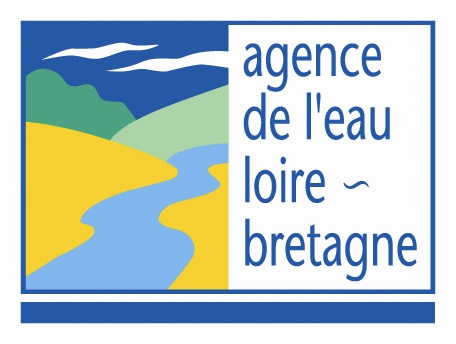 agence
de l'eau
loire ~
bretagne